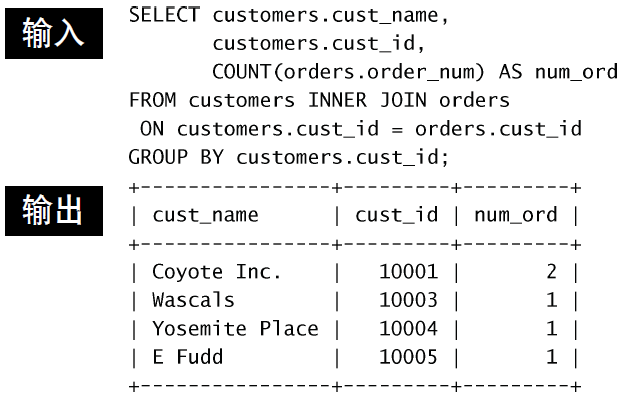 输入
SELECT customers.cust_name,
       customers.cust_id,
       COUNT(orders.order_num) AS num_ord
FROM customers INNER JOIN orders
 ON customers.cust_id = orders.cust_id
GROUP BY customers.cust_id;
输出
+----------------+---------+---------+
| cust_name      | cust_id | num_ord |
+----------------+---------+---------+
| Coyote Inc.    |   10001 |       2 |
| Wascals        |   10003 |       1 |
| Yosemite Place |   10004 |       1 |
| E Fudd         |   10005 |       1 |
+----------------+---------+---------+